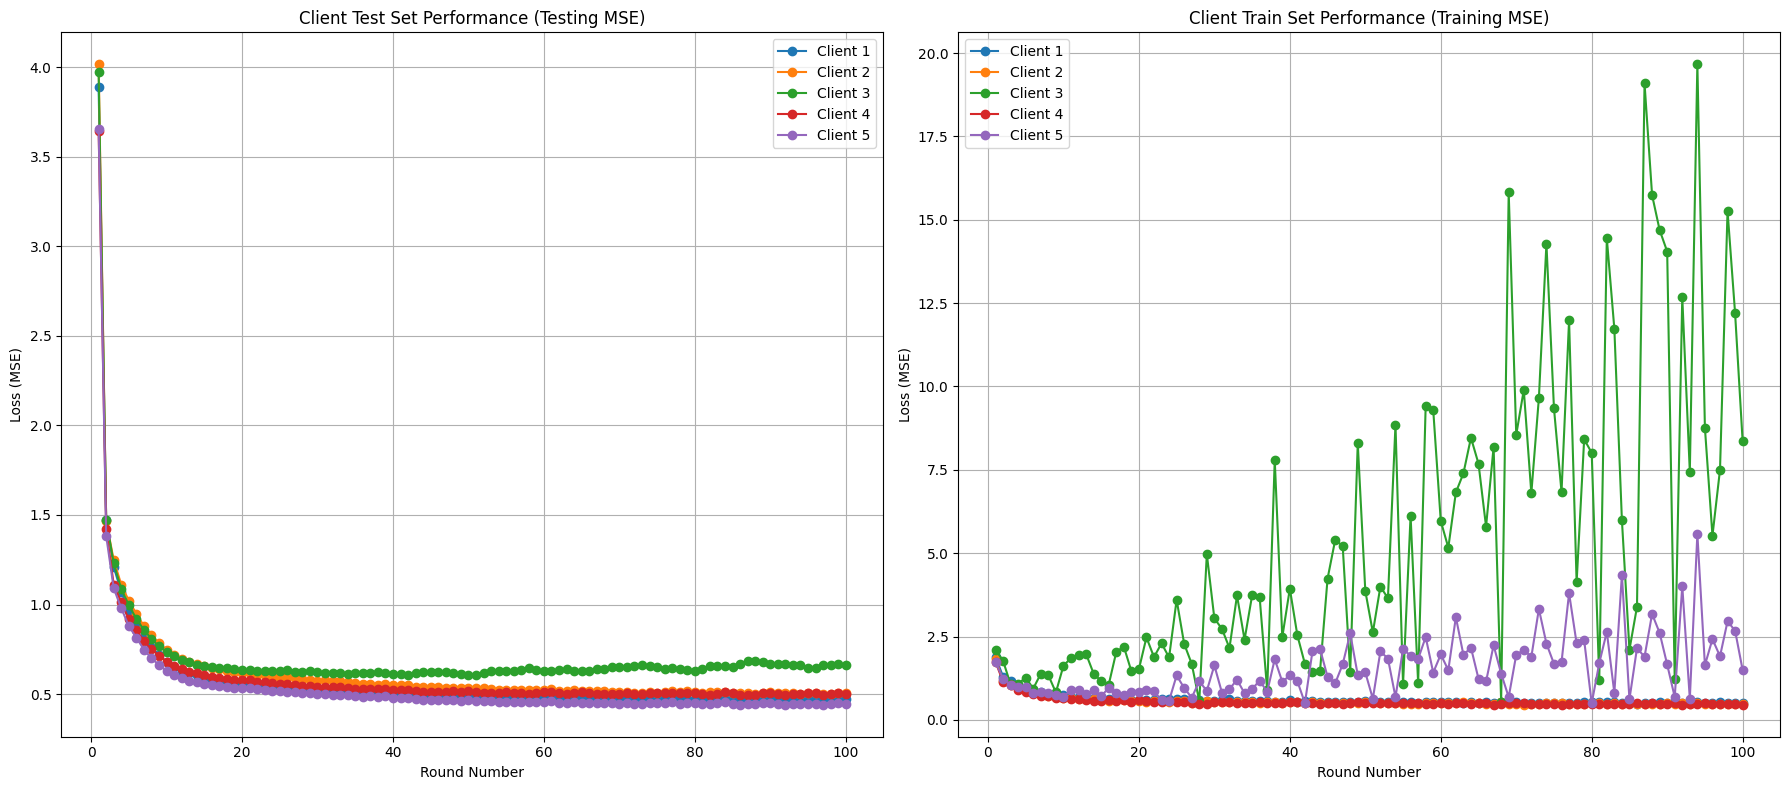 Client Test Set Performance (Testing MSE)
Loss (MSE)
4.0
3.5
3.0
2.5
2.0
1.5
1.0
0.5
Client 1
Client 2
Client 3
Client 4
Client 5
0
20
40
60
80
100
Round Number
Client Train Set Performance (Training MSE)
Loss (MSE)
20.0
17.5
15.0
12.5
10.0
7.5
5.0
2.5
0.0
Client 1
Client 2
Client 3
Client 4
Client 5
0
20
40
60
80
100
Round Number